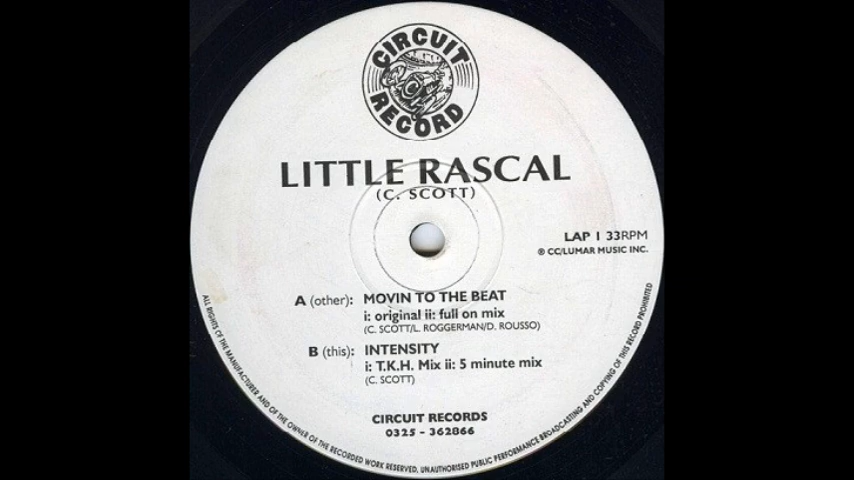 CIRCUIT
RECORD
LITTLE RASCAL
(C. SCOTT)
LAP 1 33RPM
® CC/LUMAR MUSIC INC.
A (other): MOVIN TO THE BEAT
i: original ii: full on mix
(C. SCOTT/L. ROGGERMAN/D. ROUSSO)
B (this): INTENSITY
i: T.K.H. Mix ii: 5 minute mix
(C. SCOTT)
CIRCUIT RECORDS
0325 - 362866
ALL RIGHTS OF THE MANUFACTURER AND OF THE OWNER OF THE RECORDED WORK RESERVED, UNAUTHORISED PUBLIC PERFORMANCE BROADCASTING AND COPYING OF THIS RECORD PROHIBITED